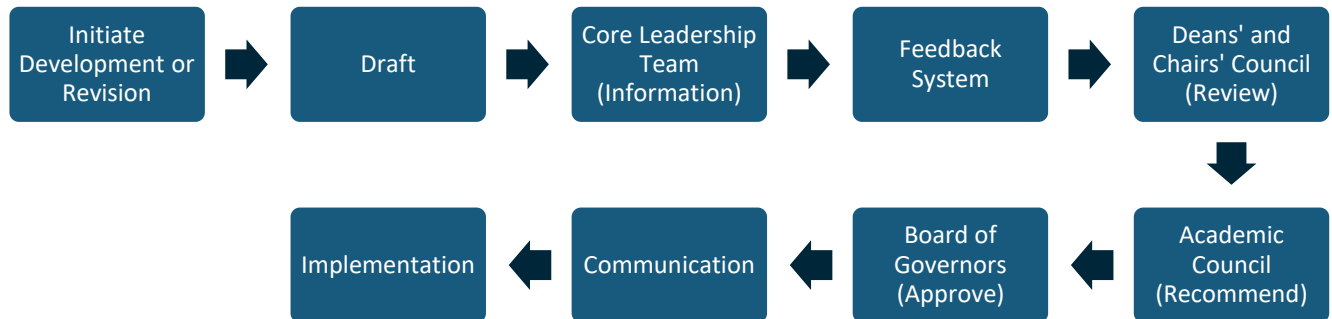 Initiate
Development or
Revision
Draft
Core Leadership
Team
(Information)
Feedback
System
Deans' and
Chairs' Council
(Review)
Academic
Council
(Recommend)
Board of
Governors
(Approve)
Communication
Implementation